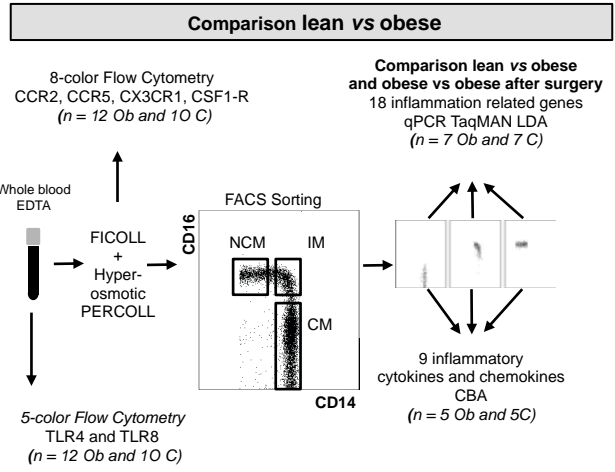 Comparison lean vs obese
8-color Flow Cytometry
CCR2, CCR5, CX3CR1, CSF1-R
(n = 12 Ob and 10 C)
Comparison lean vs obese
and obese vs obese after surgery
18 inflammation related genes
qPCR TaqMAN LDA
(n = 7 Ob and 7 C)
Whole blood
EDTA
FICOLL
+
Hyper-
osmotic
PERCOLL
FACS Sorting
CD16
NCM
IM
CM
CD14
9 inflammatory
cytokines and chemokines
CBA
(n = 5 Ob and 5C)
5-color Flow Cytometry
TLR4 and TLR8
(n = 12 Ob and 10 C)